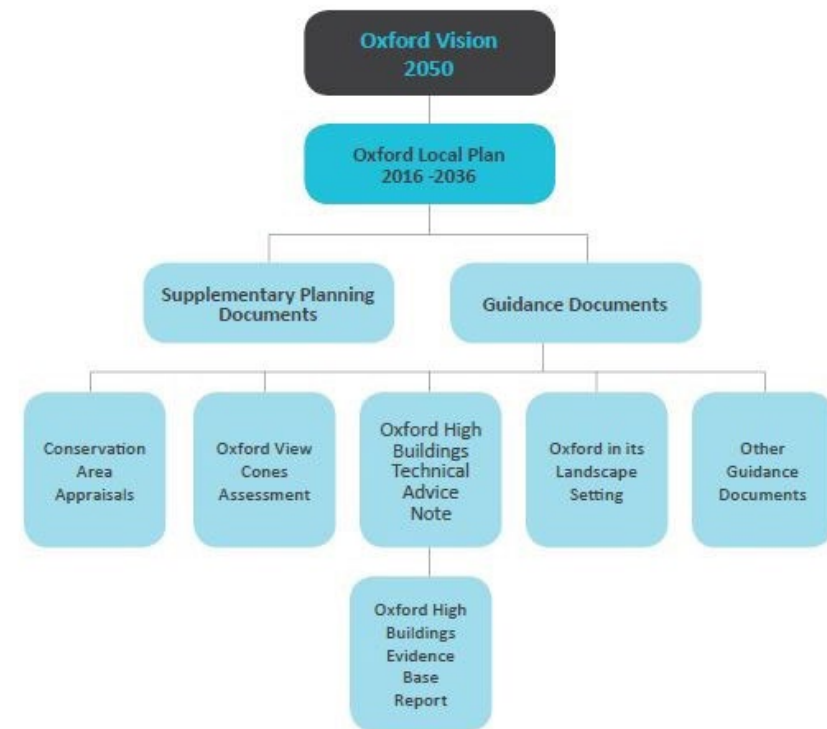 Oxford Vision
2050
Oxford Local Plan
2016 -2036
Supplementary Planning
Documents
Guidance Documents
Conservation
Area
Appraisals
Oxford View
Cones
Assessment
Oxford High
Buildings
Technical
Advice
Note
Oxford in its
Landscape
Setting
Other
Guidance
Documents
Oxford High
Buildings
Evidence
Base
Report